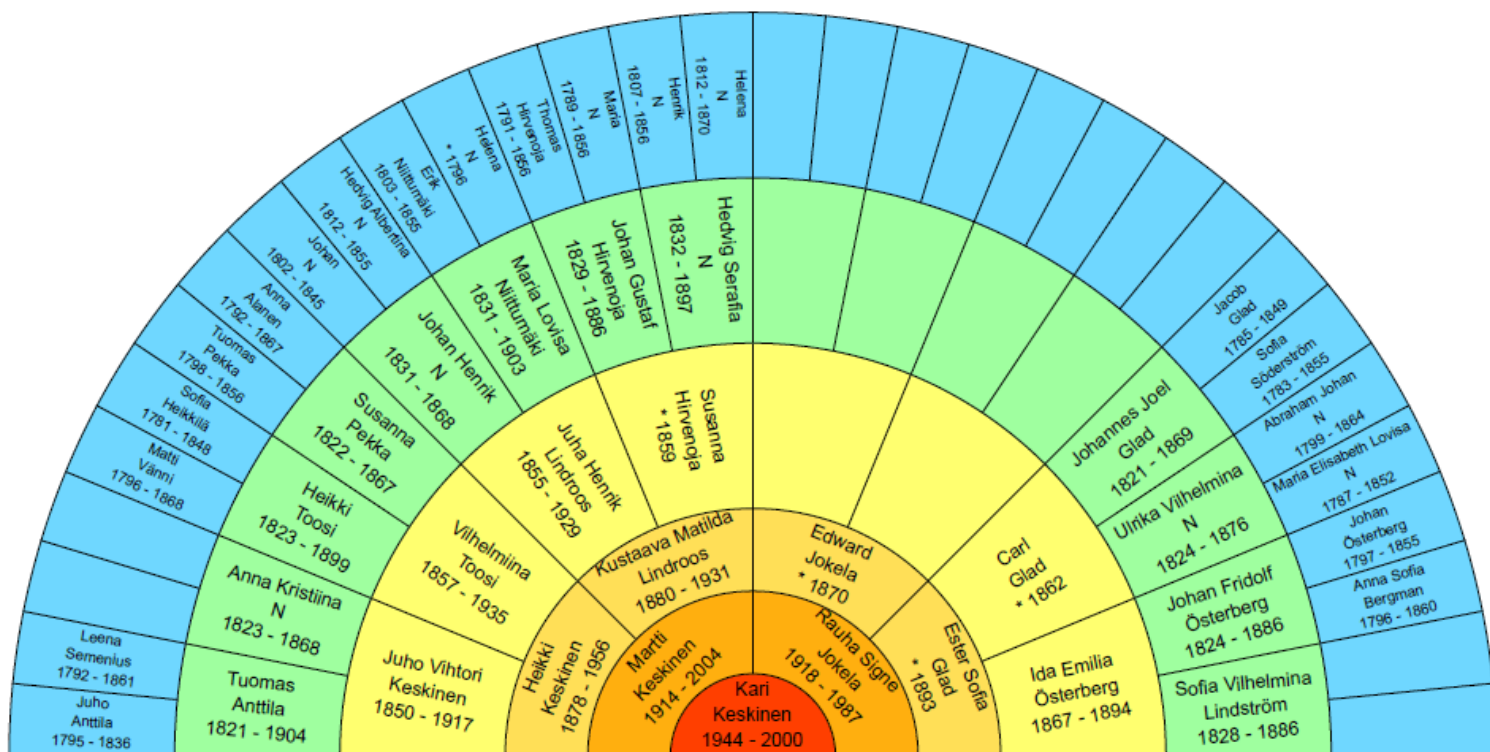 Helena
N
1812 - 1870
Henrik
N
1807 - 1856
Maria
N
1789 - 1856
Thomas
Hirvenoja
1791 - 1856
Helena
N
* 1796
Erik
Niittumäki
1803 - 1855
Hedvig Albertina
N
1812 - 1855
Johan
N
1802 - 1845
Anna
Alanen
1792 - 1867
Tuomas
Pekka
1798 - 1856
Sofia
Heikkilä
1781 - 1848
Matti
Vänni
1796 - 1868
Leena
Semenius
1792 - 1861
Juho
Anttila
1795 - 1836
Jacob
Glad
1785 - 1849
Sofia
Söderström
1783 - 1855
Abraham Johan
N
1799 - 1864
Maria Elisabeth Lovisa
N
1787 - 1852
Johan
Österberg
1797 - 1855
Anna Sofia
Bergman
1796 - 1860
Hedvig Serafia
N
1832 - 1897
Johan Gustaf
Hirvenoja
1829 - 1886
Maria Lovisa
Niittumäki
1831 - 1903
Johan Henrik
N
1831 - 1868
Susanna
Pekka
1822 - 1867
Heikki
Toosi
1823 - 1899
Anna Kristiina
N
1823 - 1868
Tuomas
Anttila
1821 - 1904
Johannes Joel
Glad
1821 - 1869
Ulrika Vilhelmina
N
1824 - 1876
Johan Fridolf
Österberg
1824 - 1886
Sofia Vilhelmina
Lindström
1828 - 1886
Susanna
Hirvenoja
* 1859
Juha Henrik
Lindroos
1855 - 1929
Vilhelmiina
Toosi
1857 - 1935
Juho Vihtori
Keskinen
1850 - 1917
Carl
Glad
* 1862
Ida Emilia
Österberg
1867 - 1894
Kustaava Matilda
Lindroos
1880 - 1931
Heikki
Keskinen
1878 - 1956
Edward
Jokela
* 1870
Ester Sofia
Glad
* 1893
Martti
Keskinen
1914 - 2004
Rauha Signe
Jokela
1918 - 1987
Kari
Keskinen
1944 - 2000